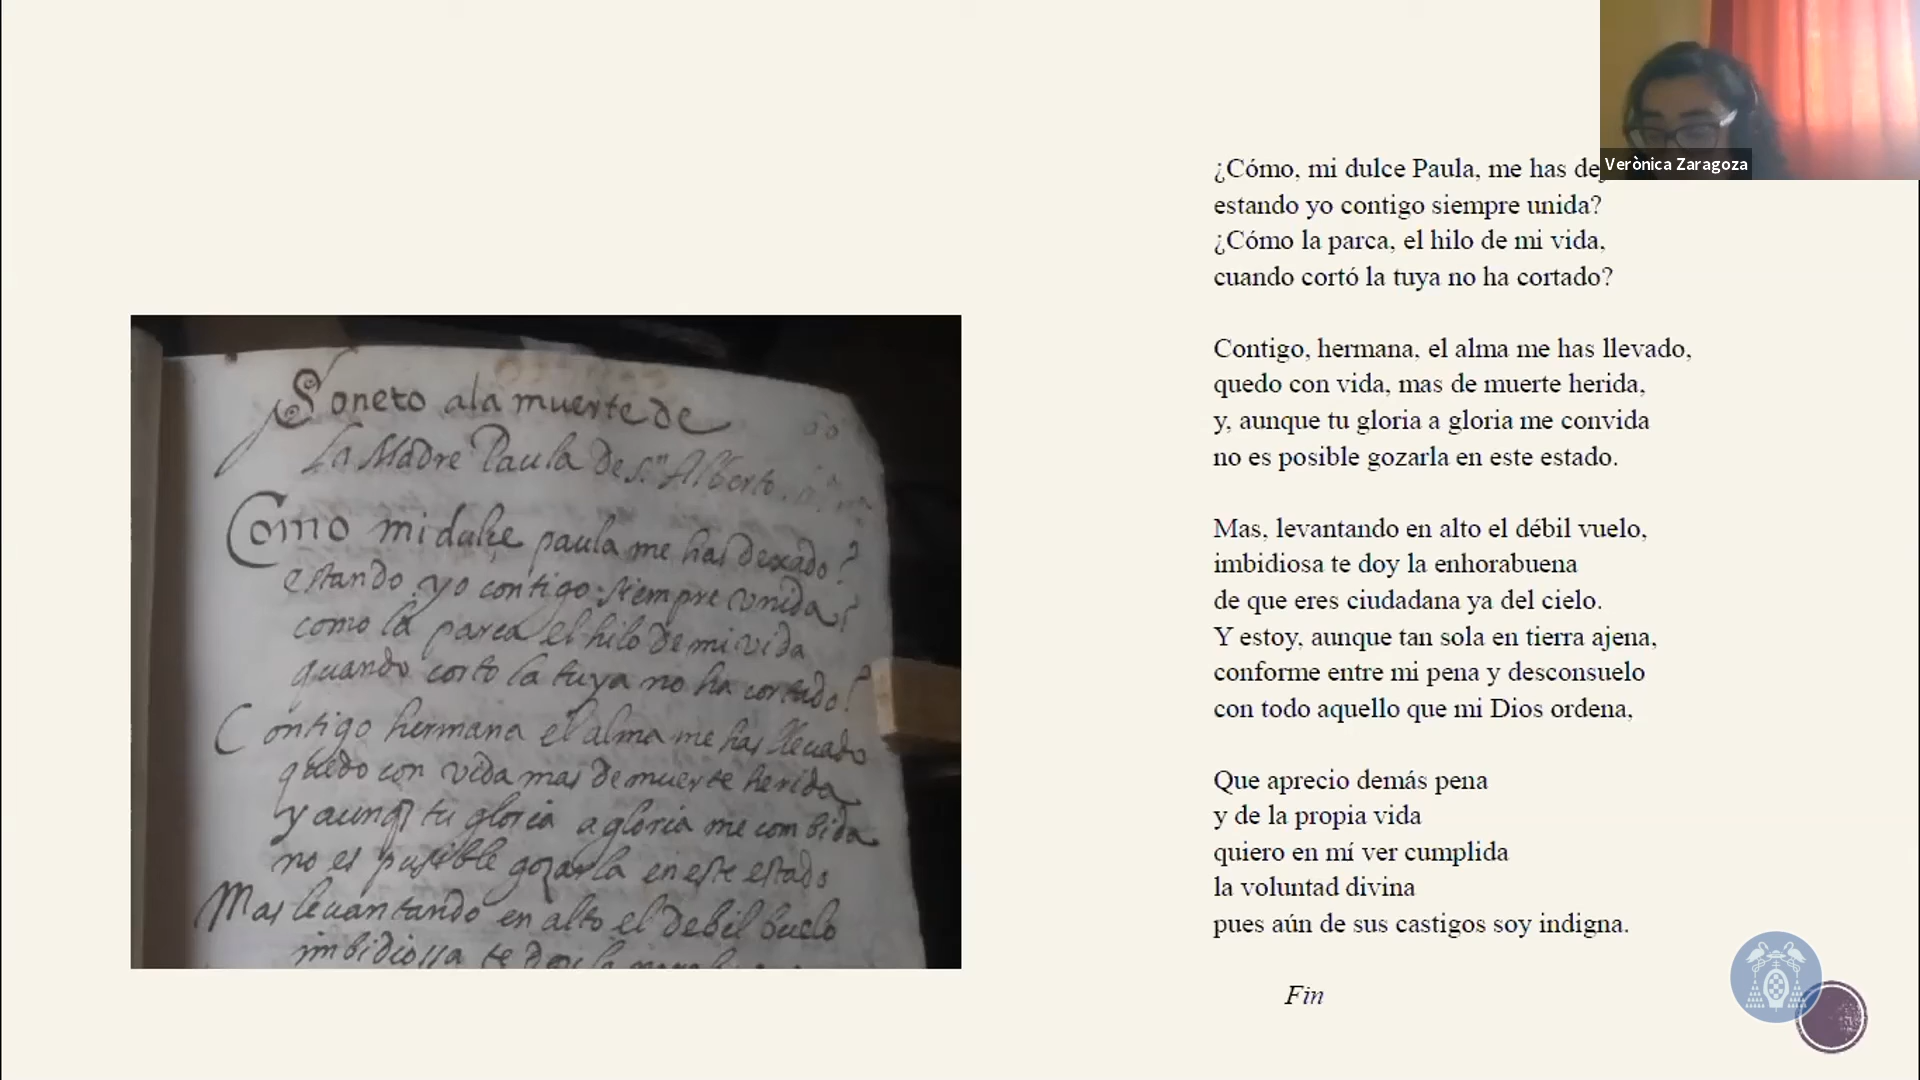 Soneto a la muerte de
La Madre Paula de S.n Alberto.
Como mi dulçe paula me has dexado?
estando yo contigo siempre vnida?
como la parca el hilo de mi vida
quando corto la tuya no ha cortado?
Contigo hermana el alma me has lleuado
quedo con vida mas de muerte herida
y aunq tu gloria a gloria me combida
no es pusible gozarla en este estado
Mas leuantando en alto el debil buelo
imbidiossa te doy la
Verònica Zaragoza
¿Cómo, mi dulce Paula, me has de
estando yo contigo siempre unida?
¿Cómo la parca, el hilo de mi vida,
cuando cortó la tuya no ha cortado?
Contigo, hermana, el alma me has llevado,
quedo con vida, mas de muerte herida,
y, aunque tu gloria a gloria me convida
no es posible gozarla en este estado.
Mas, levantando en alto el débil vuelo,
imbidiosa te doy la enhorabuena
de que eres ciudadana ya del cielo.
Y estoy, aunque tan sola en tierra ajena,
conforme entre mi pena y desconsuelo
con todo aquello que mi Dios ordena,
Que aprecio demás pena
y de la propia vida
quiero en mí ver cumplida
la voluntad divina
pues aún de sus castigos soy indigna.
Fin